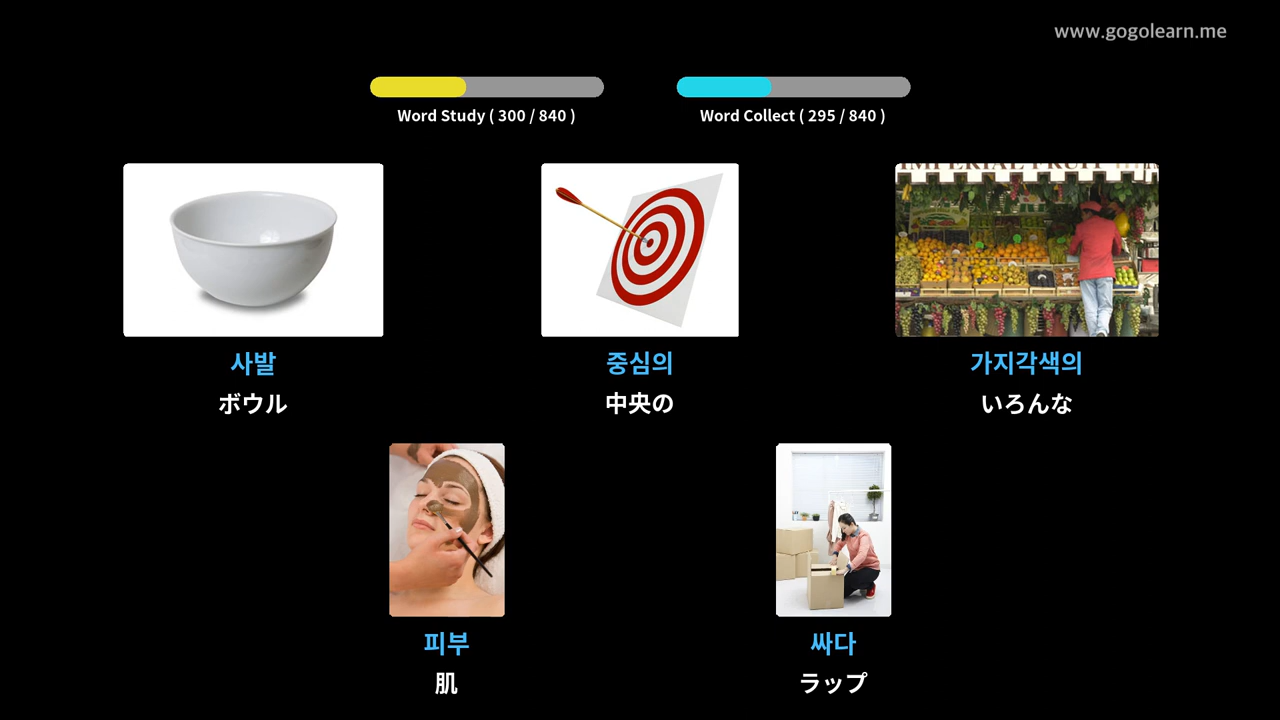 www.gogolearn.me
Word Study ( 300 / 840 )
Word Collect ( 295 / 840 )
IMPERIAL FRUIT
사발
ボウル
중심의
中央の
가지각색의
いろんな
피부
肌
싸다
ラップ